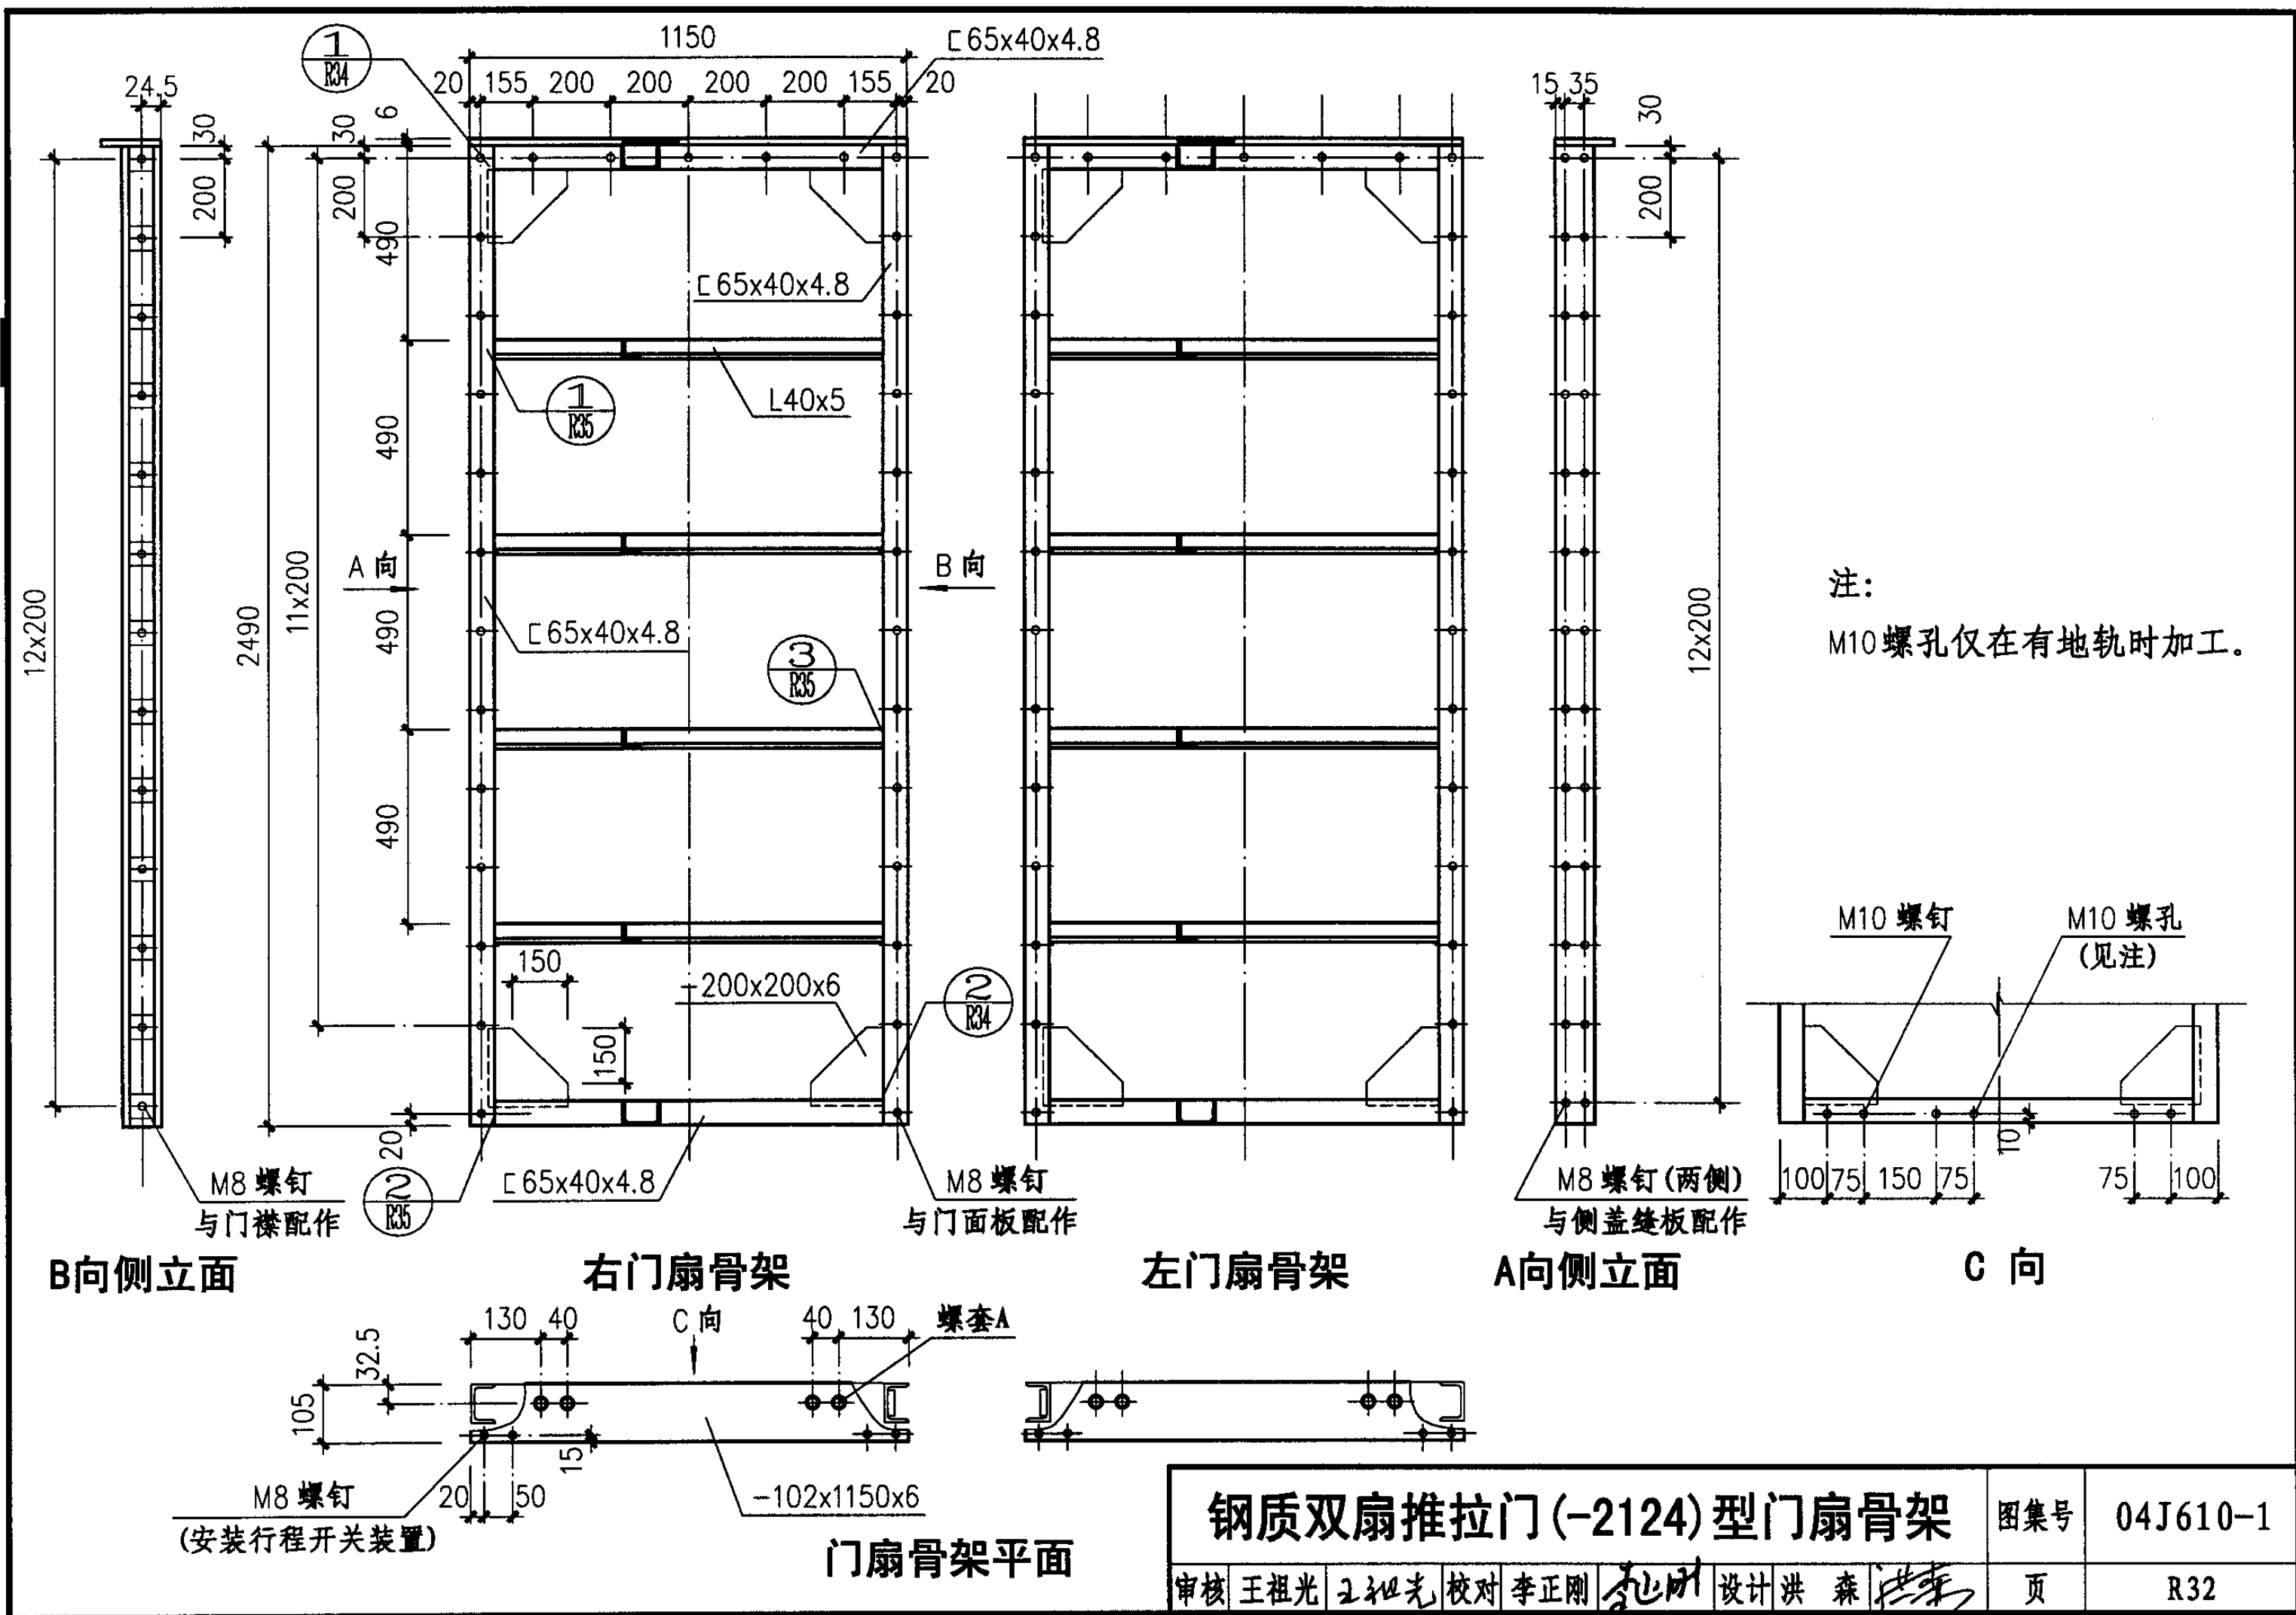 1
R34
1150
⊏65x40x4.8
20 155 200 200 200 200 155 20
24.5
30
200
30
200
6
490
490
490
490
12x200
2490
11x200
A 向
B 向
⊏65x40x4.8
L40x5
1
R35
⊏65x40x4.8
3
R35
150
150
-200x200x6
2
R34
20
2
R35
⊏65x40x4.8
M8 螺钉
与门襟配作
M8 螺钉
与门面板配作
15 35
30
200
12x200
M8 螺钉(两侧)
与侧盖缝板配作
注:
M10螺孔仅在有地轨时加工。
M10 螺钉
M10 螺孔
(见注)
10
100 75 150 75 75 100
B向侧立面
右门扇骨架
左门扇骨架
A向侧立面
C 向
130 40
C 向
40 130
螺套A
32.5
105
15
M8 螺钉
(安装行程开关装置)
20 50
-102x1150x6
门扇骨架平面
钢质双扇推拉门(-2124)型门扇骨架
图集号
04J610-1
审核 王祖光 王祖光 校对 李正刚 设计 洪 森 洪森
页
R32